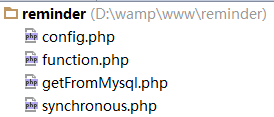 reminder (D:\wamp\www\reminder)
php config.php
php function.php
php getFromMysql.php
php synchronous.php